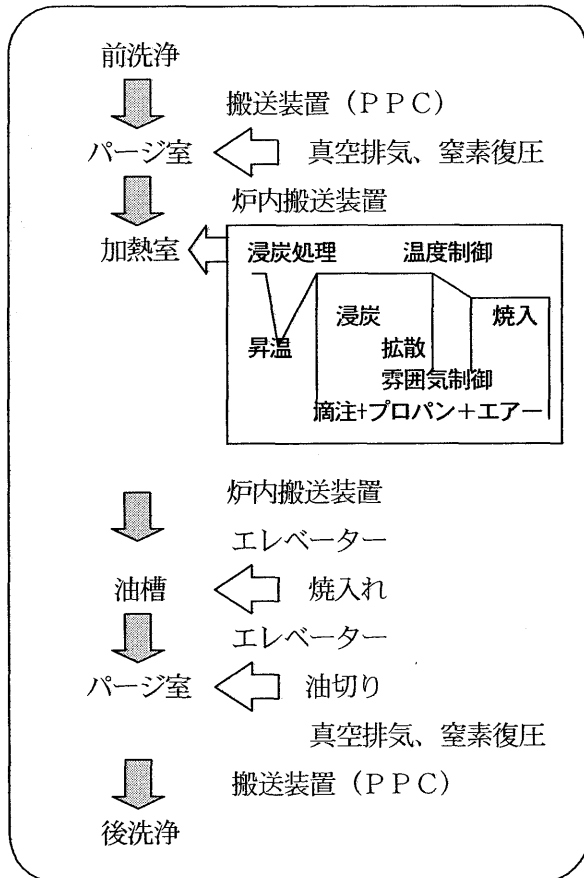 前洗浄
搬送装置（ＰＰＣ）
パージ室
真空排気、窒素復圧
炉内搬送装置
加熱室
浸炭処理 温度制御
浸炭 焼入
昇温 拡散
雰囲気制御
滴注+プロパン＋エアー
炉内搬送装置
エレベーター
油槽 焼入れ
エレベーター
パージ室 油切り
真空排気、窒素復圧
搬送装置（ＰＰＣ）
後洗浄